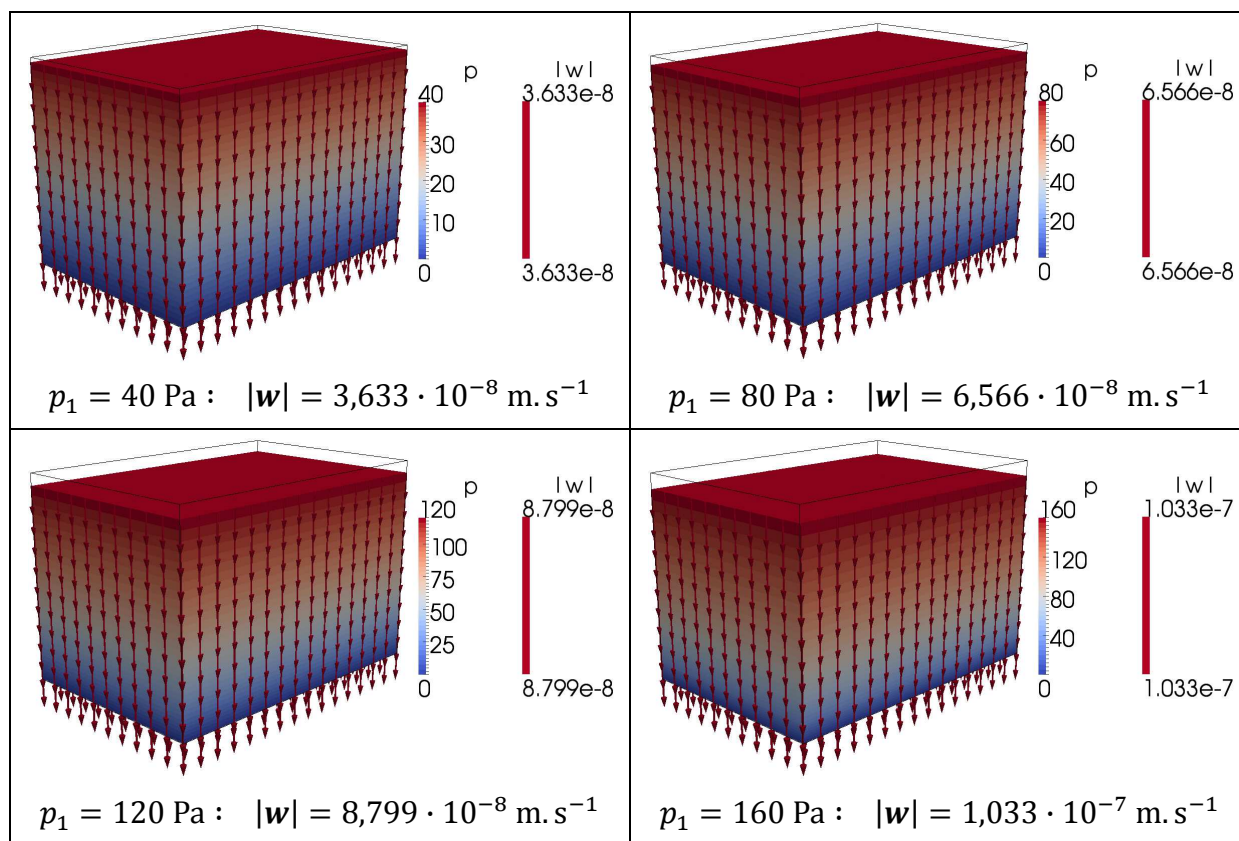 p |w|
40 3.633e-8
30
20
10
0 3.633e-8
p₁ = 40 Pa : |w| = 3,633 · 10⁻⁸ m. s⁻¹
p |w|
80 6.566e-8
60
40
20
0 6.566e-8
p₁ = 80 Pa : |w| = 6,566 · 10⁻⁸ m. s⁻¹
p |w|
120 8.799e-8
100
75
50
25
0 8.799e-8
p₁ = 120 Pa : |w| = 8,799 · 10⁻⁸ m. s⁻¹
p |w|
160 1.033e-7
120
80
40
0 1.033e-7
p₁ = 160 Pa : |w| = 1,033 · 10⁻⁷ m. s⁻¹